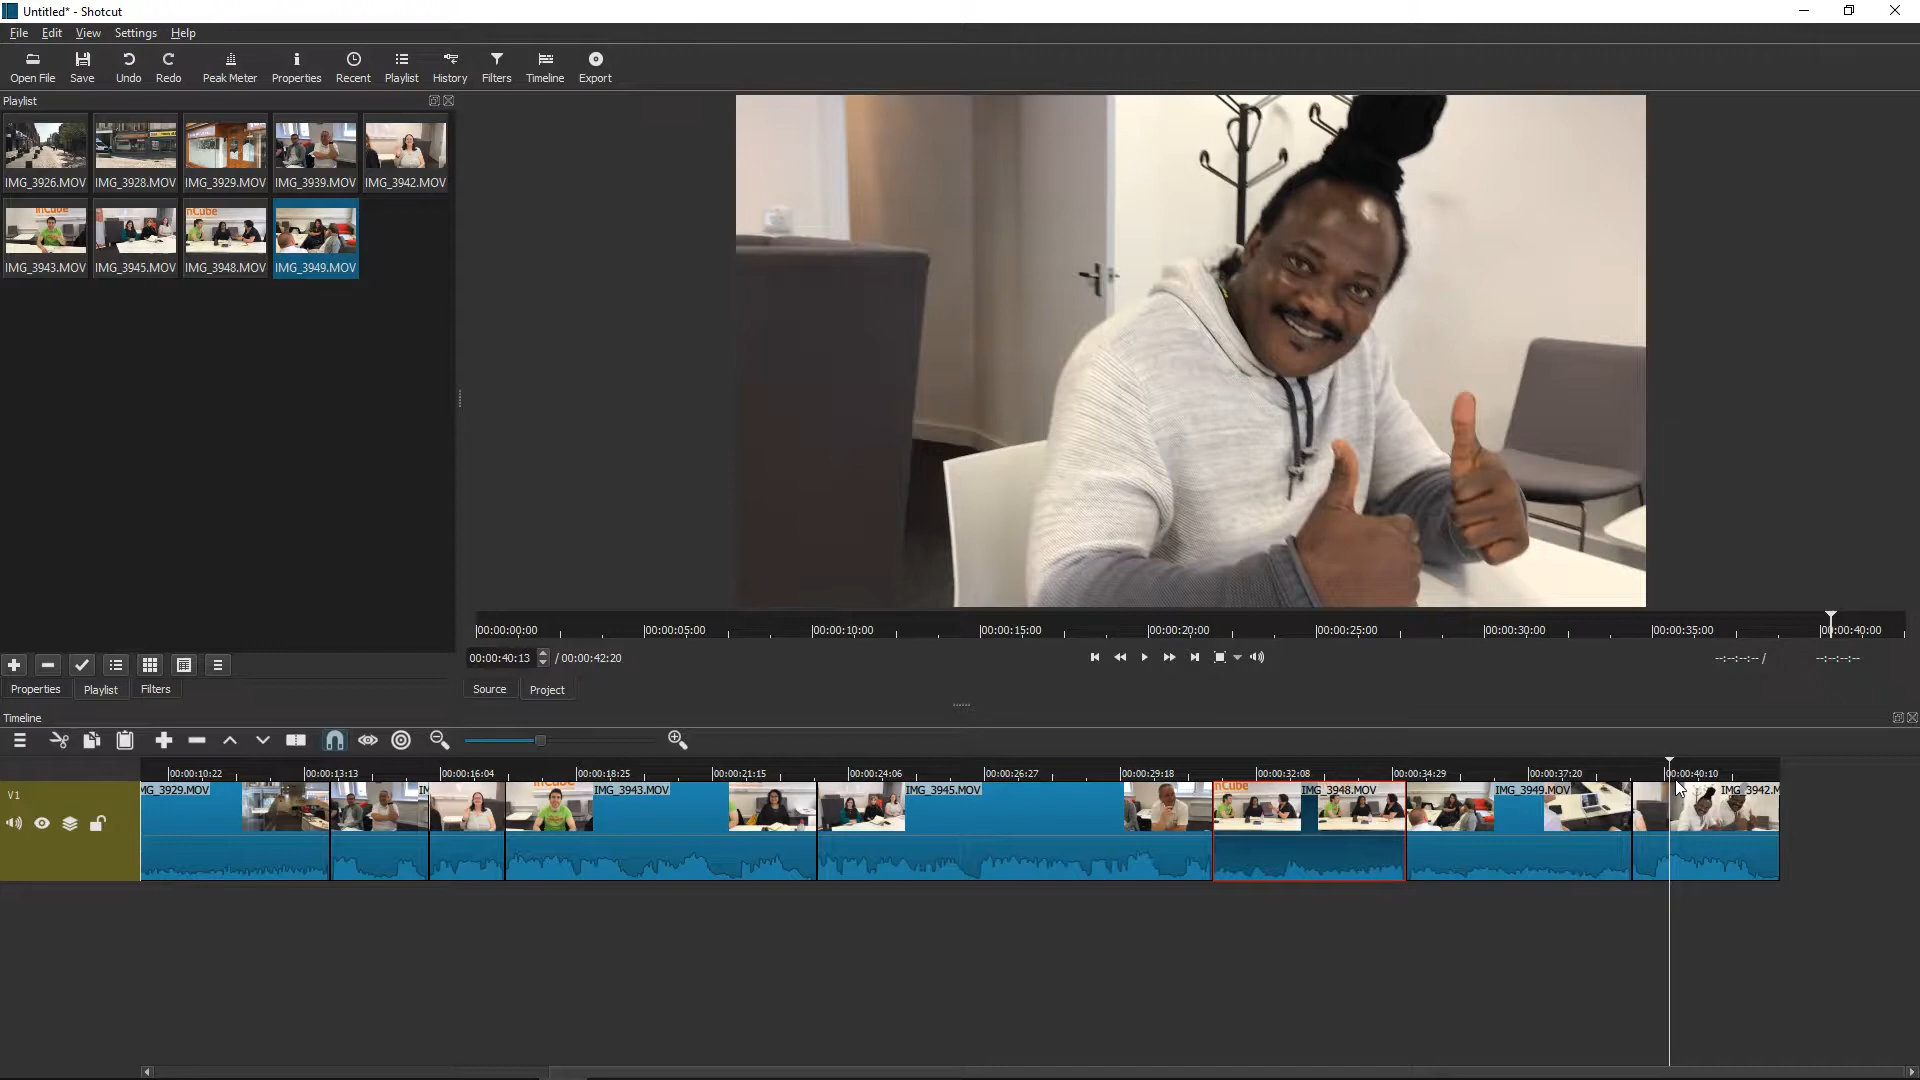 Untitled* - Shotcut
File Edit View Settings Help
Open File Save Undo Redo Peak Meter Properties Recent Playlist History Filters Timeline Export
Playlist
IMG_3926.MOV IMG_3928.MOV IMG_3929.MOV IMG_3939.MOV IMG_3942.MOV
inCube inCube
IMG_3943.MOV IMG_3945.MOV IMG_3948.MOV IMG_3949.MOV
00:00:00:00 00:00:05:00 00:00:10:00 00:00:15:00 00:00:20:00 00:00:25:00 00:00:30:00 00:00:35:00 00:00:40:00
00:00:40:13 / 00:00:42:20 --:--:--:-- / --:--:--:--
Properties Playlist Filters Source Project
Timeline
00:00:10:22 00:00:13:13 00:00:16:04 00:00:18:25 00:00:21:15 00:00:24:06 00:00:26:27 00:00:29:18 00:00:32:08 00:00:34:29 00:00:37:20 00:00:40:10
V1 MG_3929.MOV IM IMG_3943.MOV IMG_3945.MOV IMG_3948.MOV IMG_3949.MOV IMG_3942.M